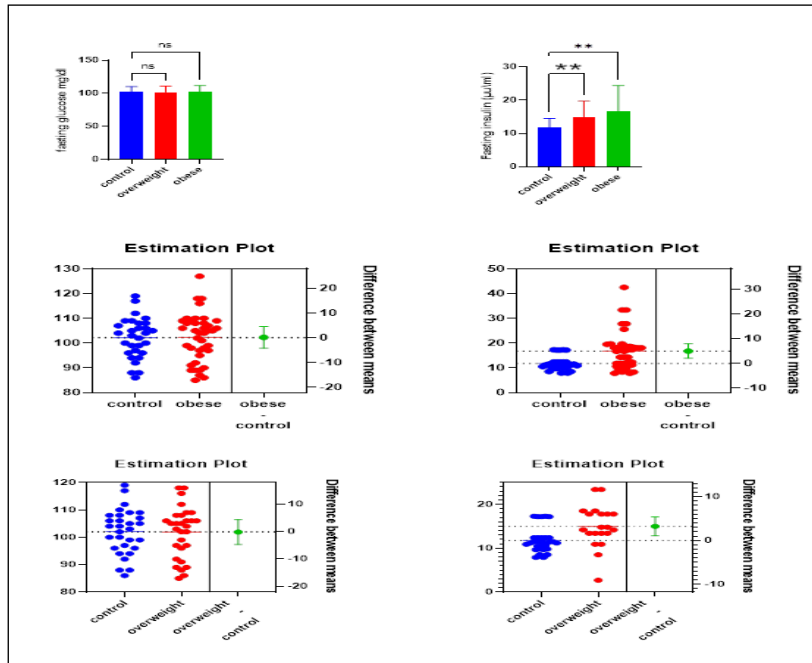 ns
ns
fasting glucose mg/dl
150
100
50
0
control
overweight
obese
**
**
Fasting insulin (µu/ml)
30
20
10
0
control
overweight
obese
Estimation Plot
130
120
110
100
90
80
20
10
0
-10
-20
Difference between means
control
obese
obese
-
control
Estimation Plot
50
40
30
20
10
0
30
20
10
0
-10
Difference between means
control
obese
obese
-
control
Estimation Plot
120
110
100
90
80
10
0
-10
-20
Difference between means
control
overweight
overweight
-
control
Estimation Plot
20
10
0
10
0
-10
Difference between means
control
overweight
overweight
-
control